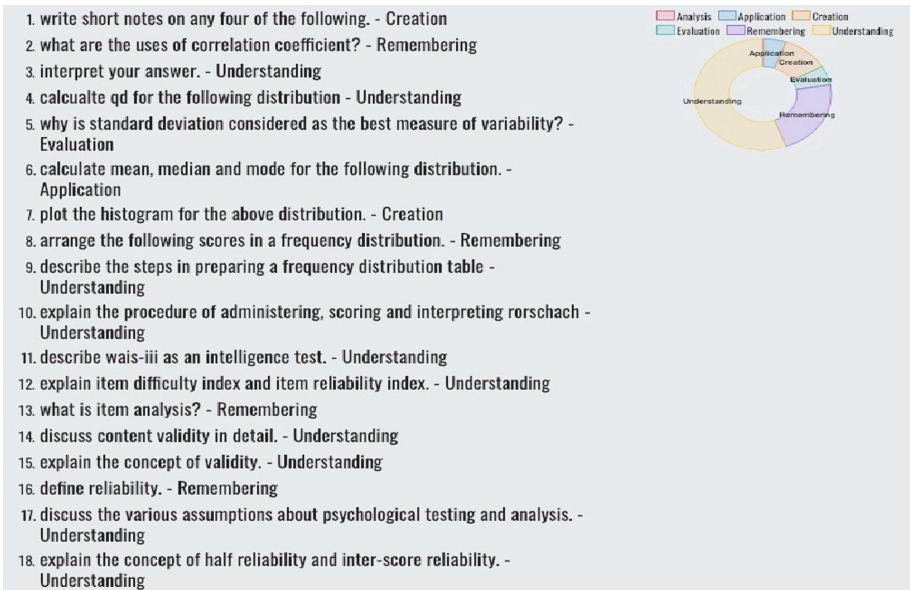 1. write short notes on any four of the following. - Creation
2. what are the uses of correlation coefficient? - Remembering
3. interpret your answer. - Understanding
4. calcualte qd for the following distribution - Understanding
5. why is standard deviation considered as the best measure of variability? -
Evaluation
6. calculate mean, median and mode for the following distribution. -
Application
7. plot the histogram for the above distribution. - Creation
8. arrange the following scores in a frequency distribution. - Remembering
9. describe the steps in preparing a frequency distribution table -
Understanding
10. explain the procedure of administering, scoring and interpreting rorschach -
Understanding
11. describe wais-iii as an intelligence test. - Understanding
12. explain item difficulty index and item reliability index. - Understanding
13. what is item analysis? - Remembering
14. discuss content validity in detail. - Understanding
15. explain the concept of validity. - Understanding
16. define reliability. - Remembering
17. discuss the various assumptions about psychological testing and analysis. -
Understanding
18. explain the concept of half reliability and inter-score reliability. -
Understanding
Analysis Application Creation
Evaluation Remembering Understanding
Application
Creation
Evaluation
Understanding
Remembering